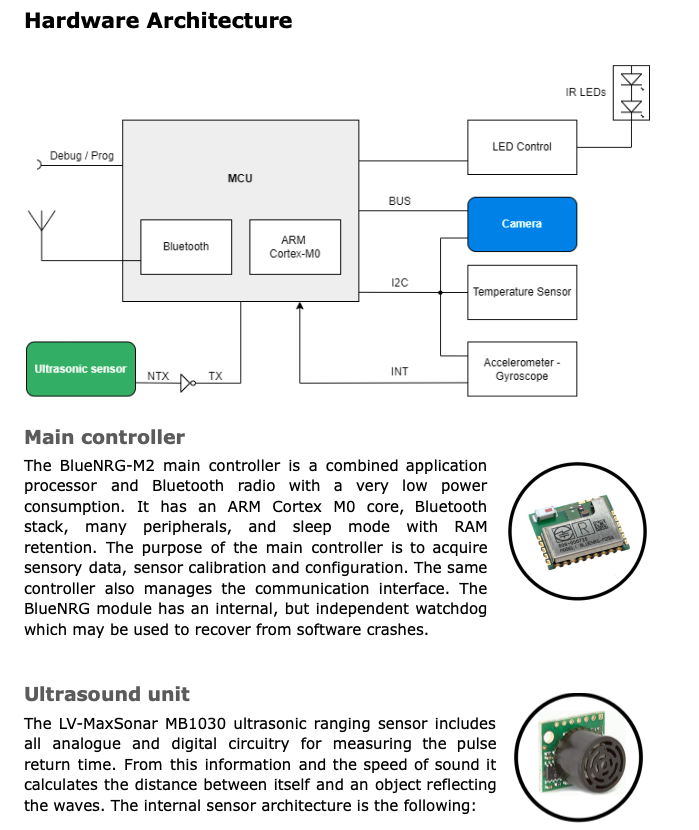 Hardware Architecture
IR LEDs
Debug / Prog
LED Control
MCU
BUS
Camera
Bluetooth
ARM
Cortex-M0
I2C
Temperature Sensor
Ultrasonic sensor
NTX
TX
INT
Accelerometer -
Gyroscope
Main controller
The BlueNRG-M2 main controller is a combined application
processor and Bluetooth radio with a very low power
consumption. It has an ARM Cortex M0 core, Bluetooth
stack, many peripherals, and sleep mode with RAM
retention. The purpose of the main controller is to acquire
sensory data, sensor calibration and configuration. The same
controller also manages the communication interface. The
BlueNRG module has an internal, but independent watchdog
which may be used to recover from software crashes.
Ultrasound unit
The LV-MaxSonar MB1030 ultrasonic ranging sensor includes
all analogue and digital circuitry for measuring the pulse
return time. From this information and the speed of sound it
calculates the distance between itself and an object reflecting
the waves. The internal sensor architecture is the following: